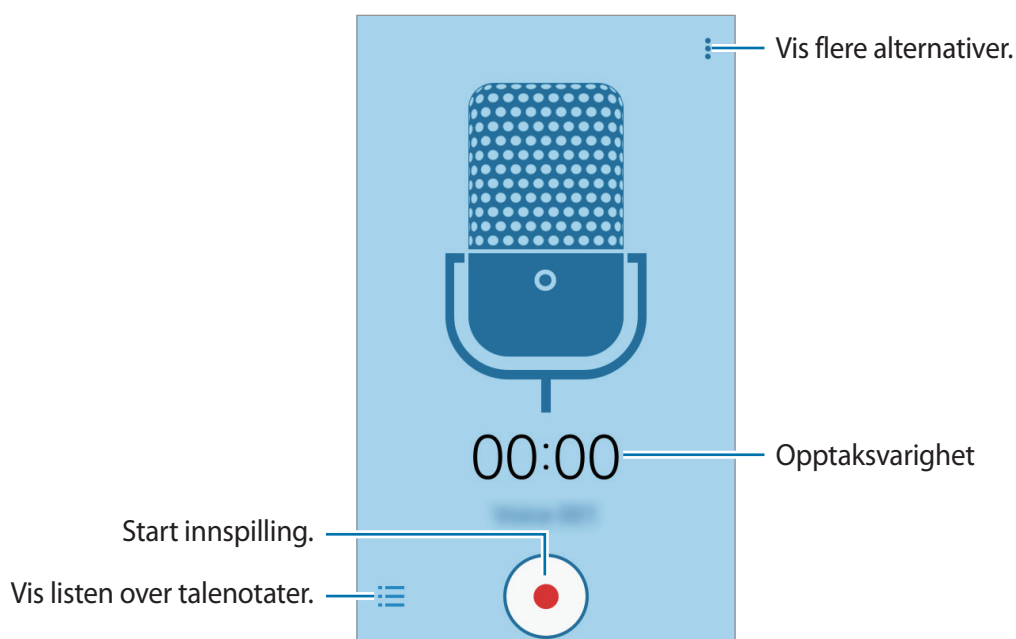 Vis flere alternativer.
00:00
Opptaksvarighet
Start innspilling.
Vis listen over talenotater.